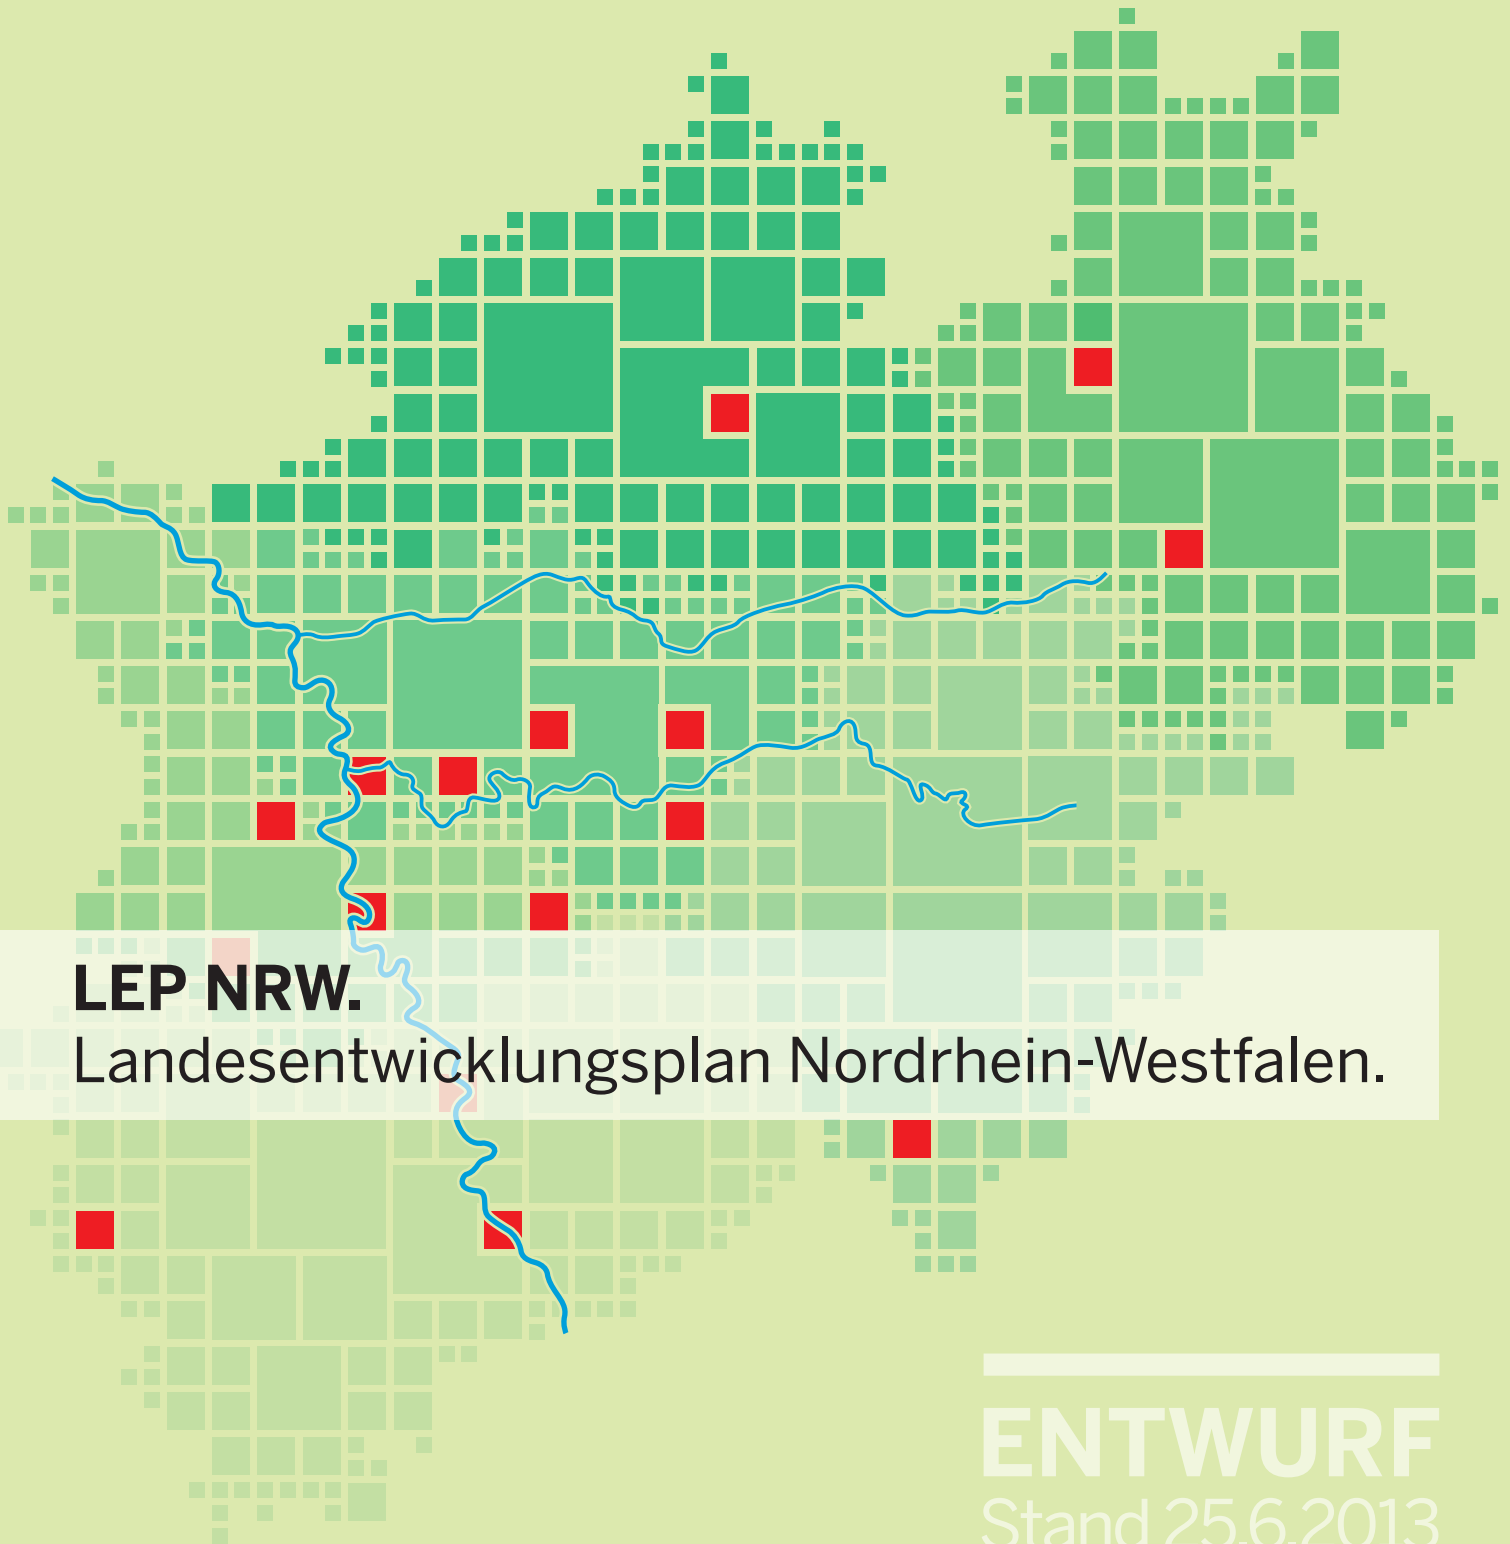 LEP NRW.
Landesentwicklungsplan Nordrhein-Westfalen.
ENTWURF
Stand 25.6.2013